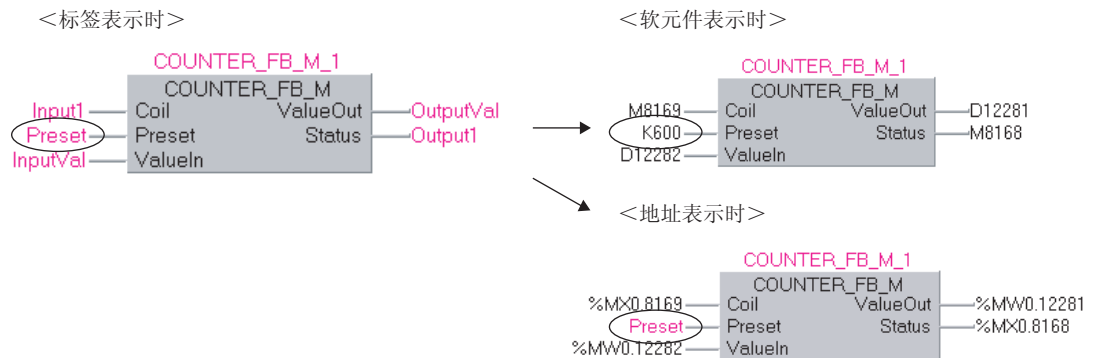 ＜标签表示时＞
COUNTER_FB_M_1
COUNTER_FB_M
Input1 Coil ValueOut OutputVal
Preset Preset Status Output1
InputVal ValueIn
＜软元件表示时＞
COUNTER_FB_M_1
COUNTER_FB_M
M8169 Coil ValueOut D12281
K600 Preset Status M8168
D12282 ValueIn
＜地址表示时＞
COUNTER_FB_M_1
COUNTER_FB_M
%MX0.8169 Coil ValueOut %MW0.12281
Preset Preset Status %MX0.8168
%MW0.12282 ValueIn